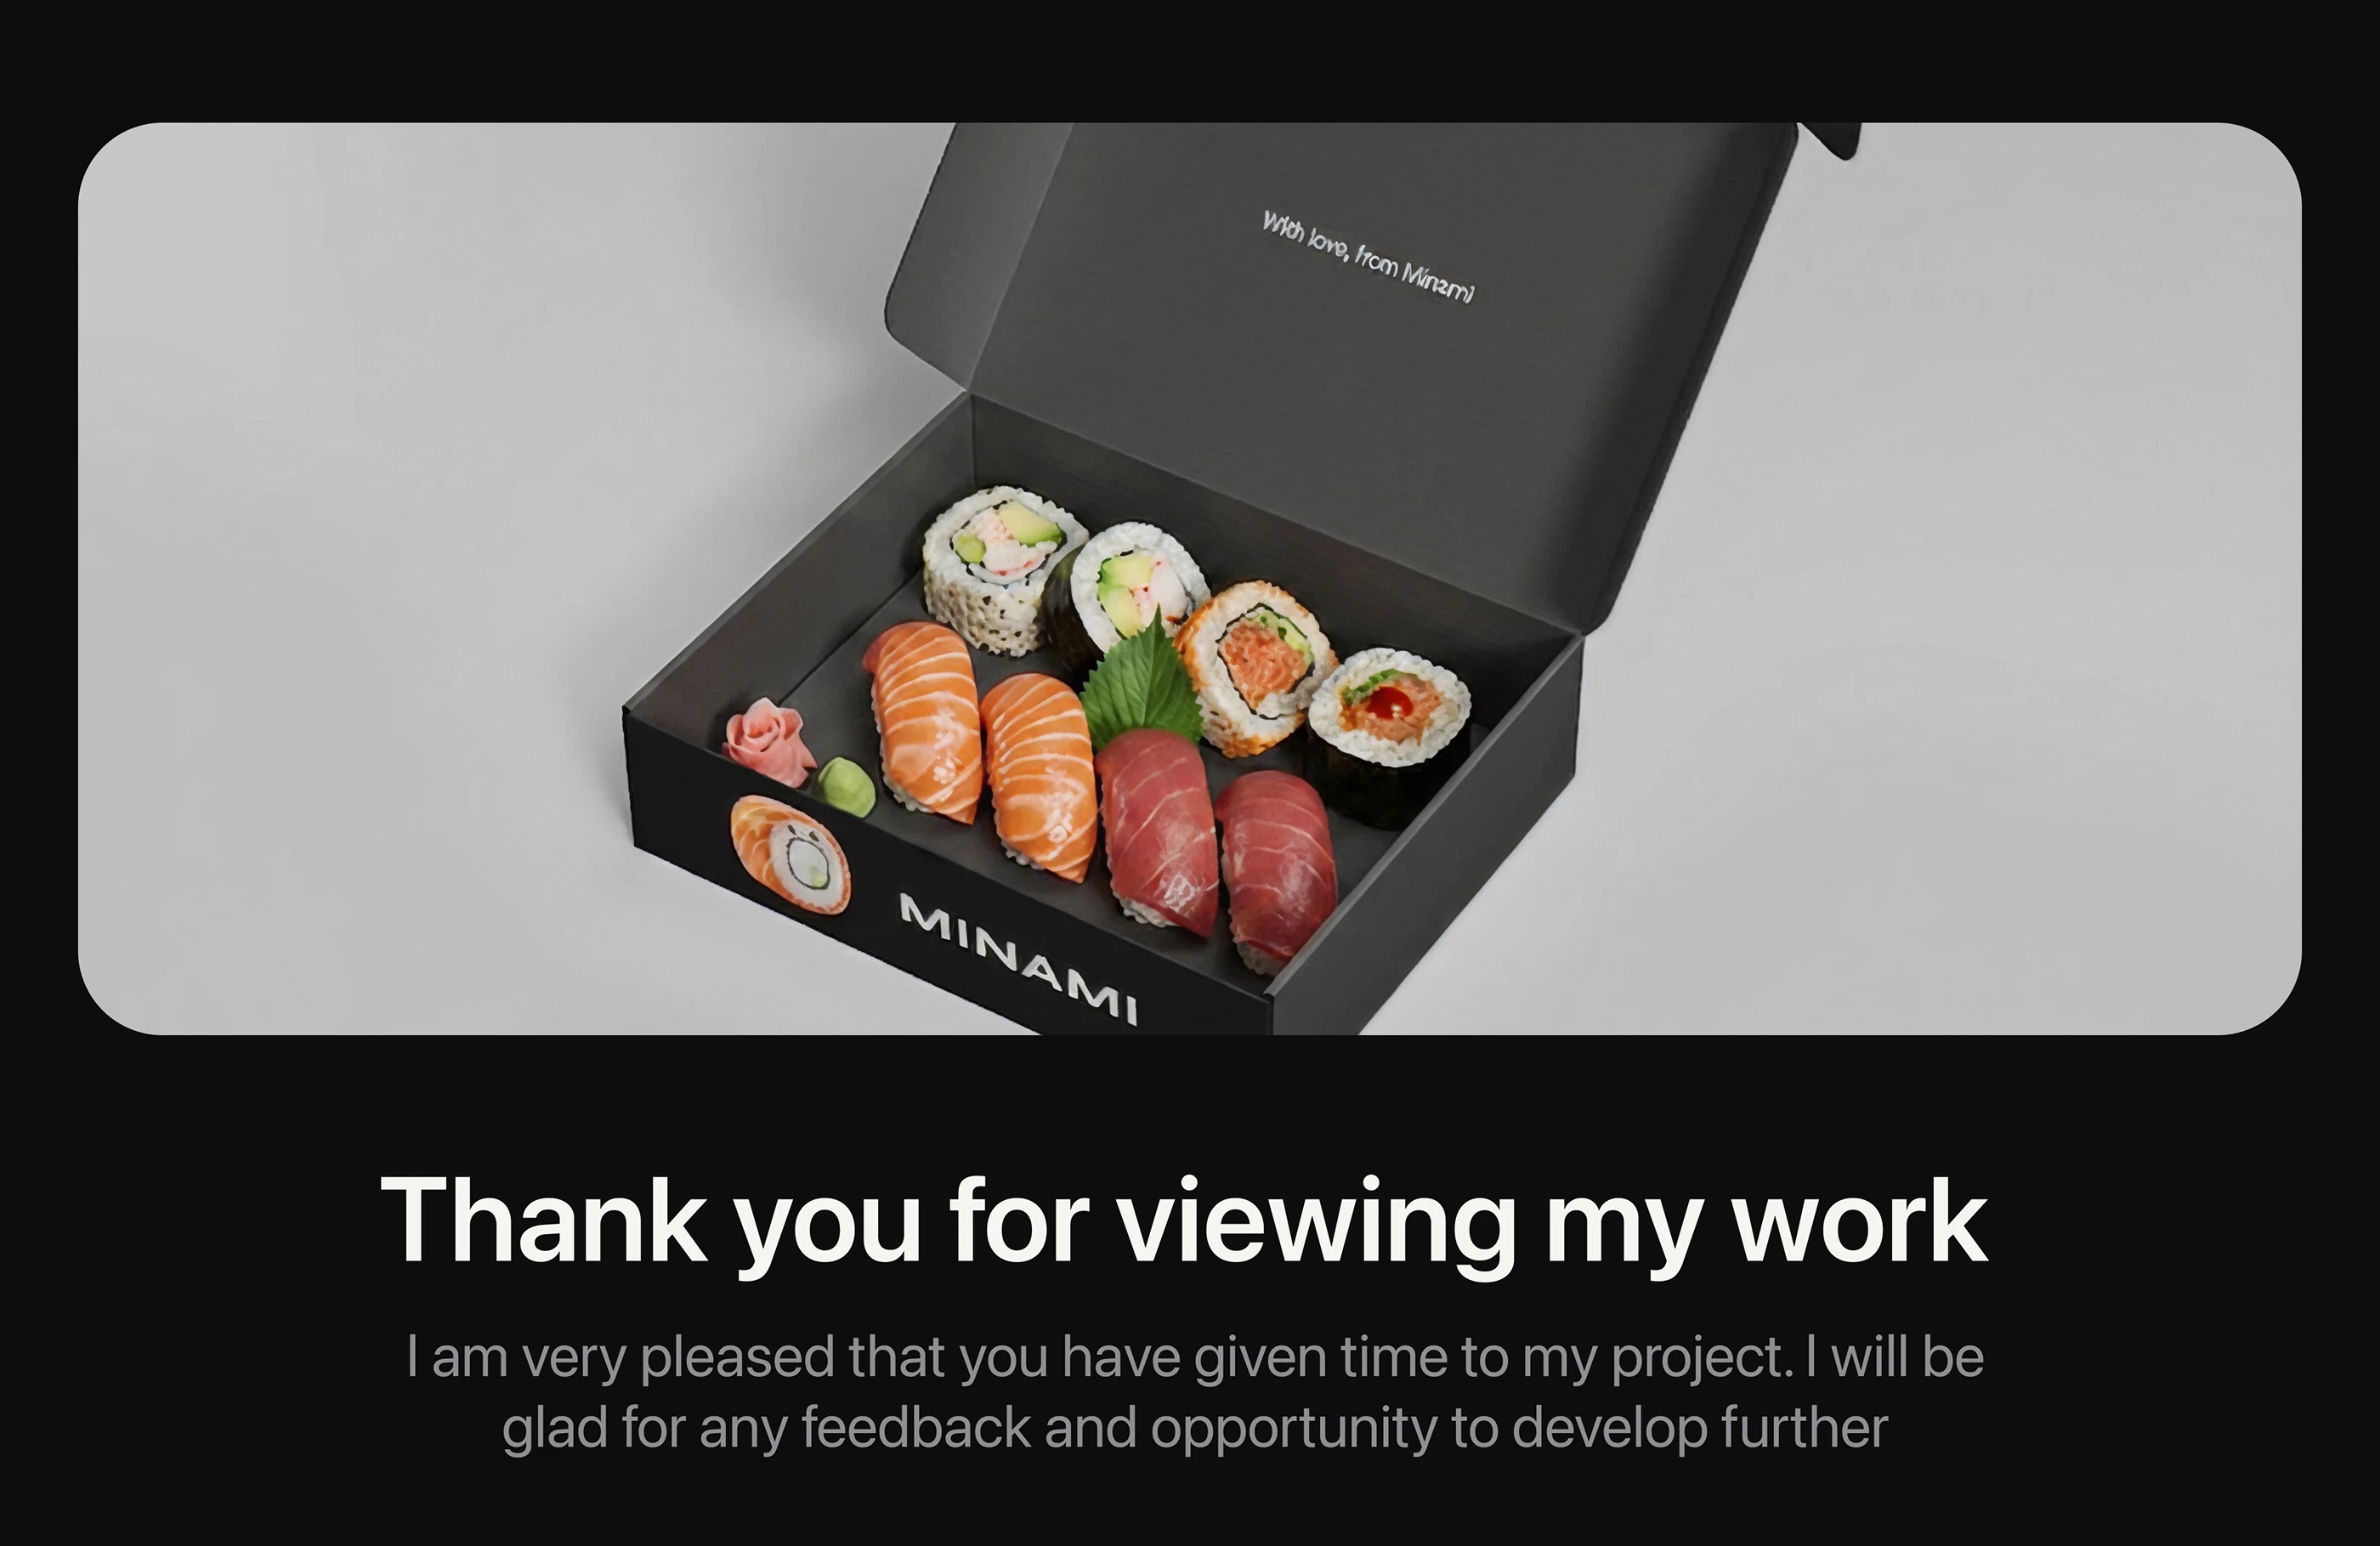 With love, from Minami
MINAMI
Thank you for viewing my work
I am very pleased that you have given time to my project. I will be
glad for any feedback and opportunity to develop further